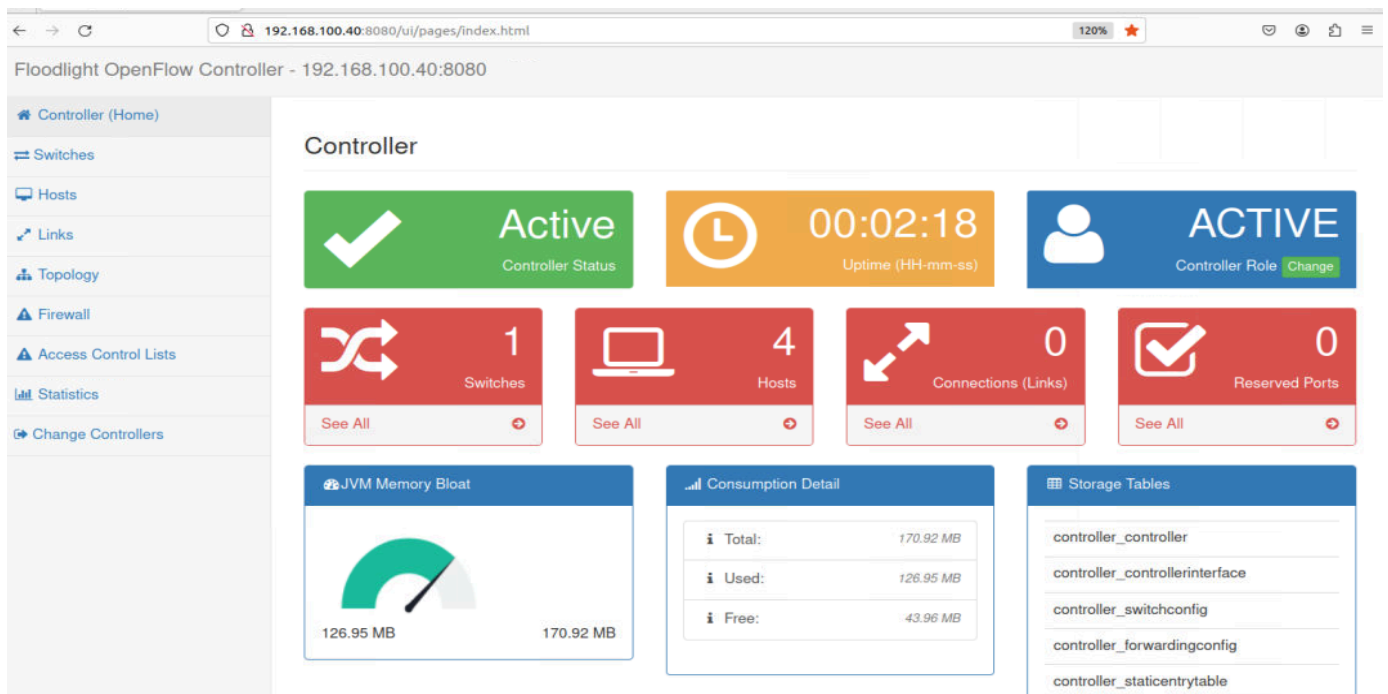 192.168.100.40:8080/ui/pages/index.html
120%
Floodlight OpenFlow Controller - 192.168.100.40:8080
Controller (Home)
Switches
Hosts
Links
Topology
Firewall
Access Control Lists
Statistics
Change Controllers
Controller
Active
Controller Status
00:02:18
Uptime (HH-mm-ss)
ACTIVE
Controller Role Change
1
Switches
See All
4
Hosts
See All
0
Connections (Links)
See All
0
Reserved Ports
See All
JVM Memory Bloat
126.95 MB 170.92 MB
Consumption Detail
Total: 170.92 MB
Used: 126.95 MB
Free: 43.96 MB
Storage Tables
controller_controller
controller_controllerinterface
controller_switchconfig
controller_forwardingconfig
controller_staticentrytable